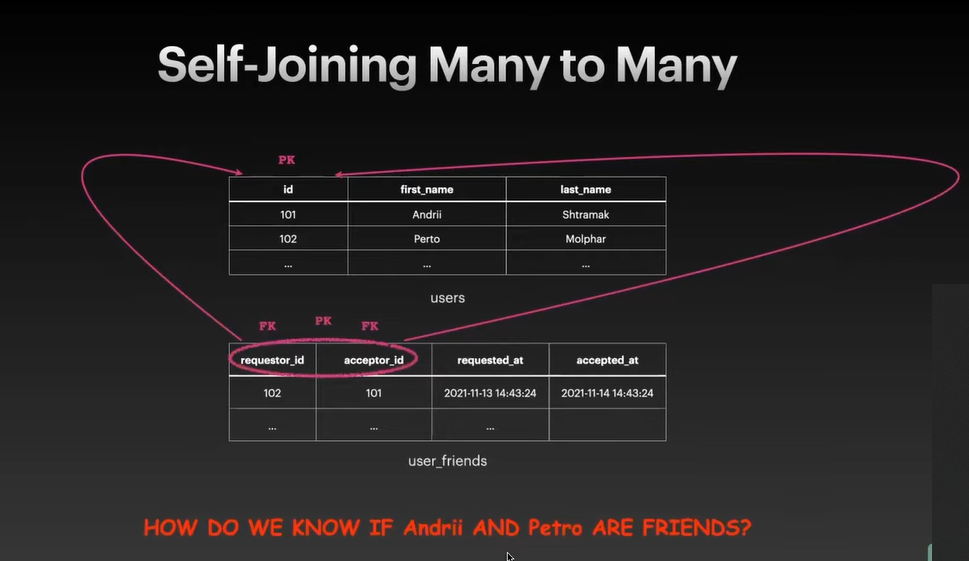 Self-Joining Many to Many
PK
id first_name last_name
101 Andrii Shtramak
102 Perto Molphar
... ... ...
users
FK PK FK
requestor_id acceptor_id requested_at accepted_at
102 101 2021-11-13 14:43:24 2021-11-14 14:43:24
... ... ...
user_friends
HOW DO WE KNOW IF Andrii AND Petro ARE FRIENDS?